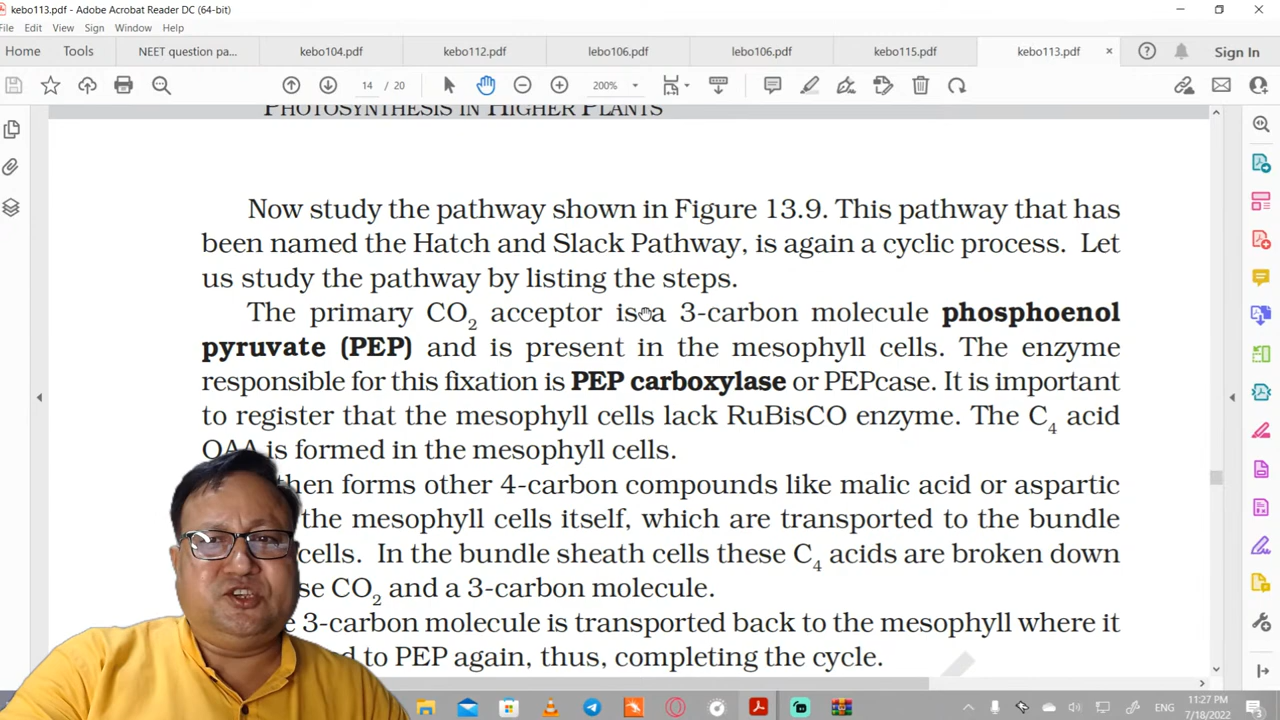 kebo113.pdf - Adobe Acrobat Reader DC (64-bit)
File Edit View Sign Window Help
Home Tools NEET question pa... kebo104.pdf kebo112.pdf lebo106.pdf lebo106.pdf kebo115.pdf kebo113.pdf × Sign In
14 / 20 200%
PHOTOSYNTHESIS IN HIGHER PLANTS
Now study the pathway shown in Figure 13.9. This pathway that has
been named the Hatch and Slack Pathway, is again a cyclic process. Let
us study the pathway by listing the steps.
The primary CO2 acceptor is a 3-carbon molecule phosphoenol
pyruvate (PEP) and is present in the mesophyll cells. The enzyme
responsible for this fixation is PEP carboxylase or PEPcase. It is important
to register that the mesophyll cells lack RuBisCO enzyme. The C4 acid
OAA is formed in the mesophyll cells.
then forms other 4-carbon compounds like malic acid or aspartic
the mesophyll cells itself, which are transported to the bundle
cells. In the bundle sheath cells these C4 acids are broken down
CO2 and a 3-carbon molecule.
3-carbon molecule is transported back to the mesophyll where it
to PEP again, thus, completing the cycle.
ENG
11:27 PM
7/18/2022